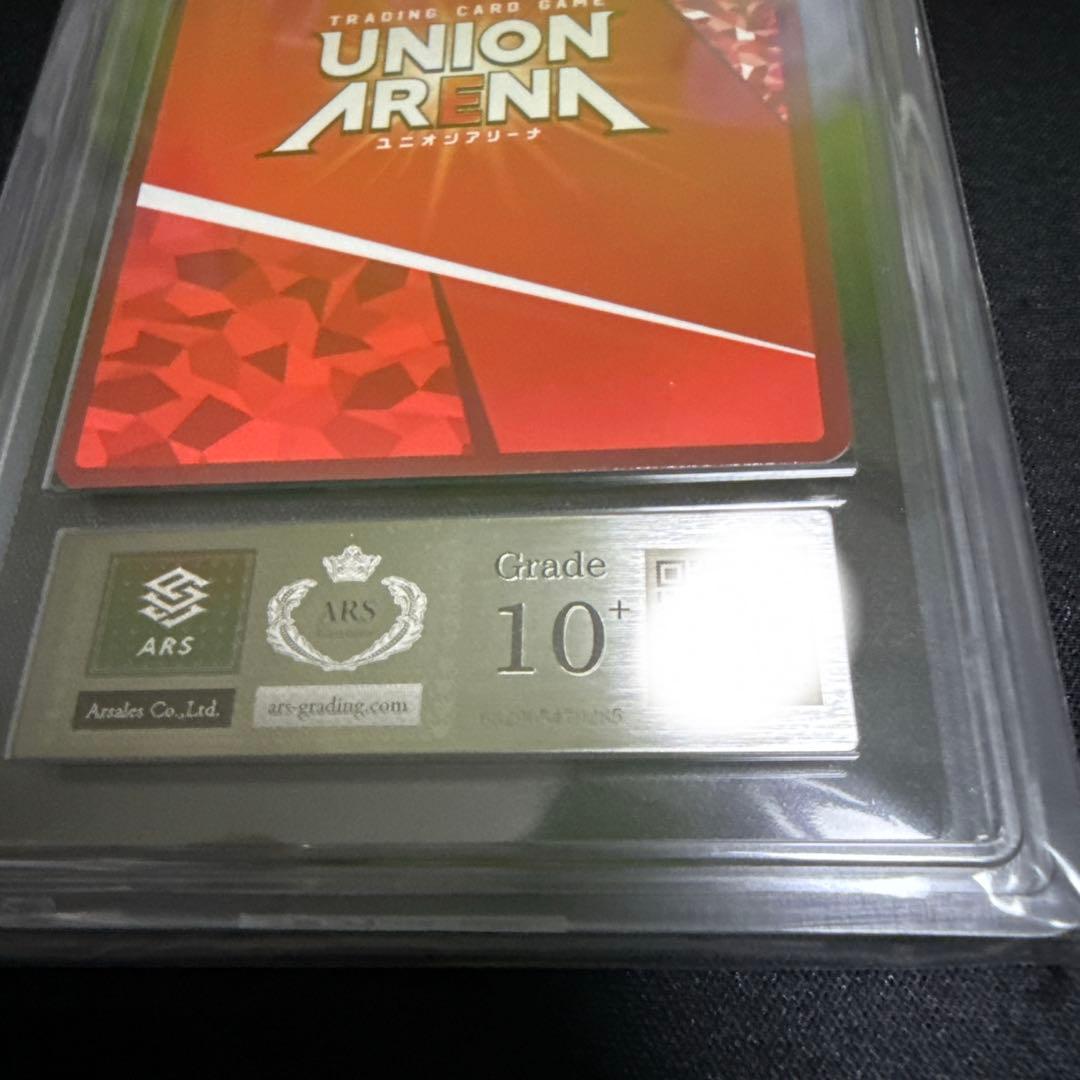 TRADING CARD GAME
UNION
ARENA
ユニオンアリーナ
ARS
Arsales Co.,Ltd.
ARS
ars-grading.com
Grade
10+